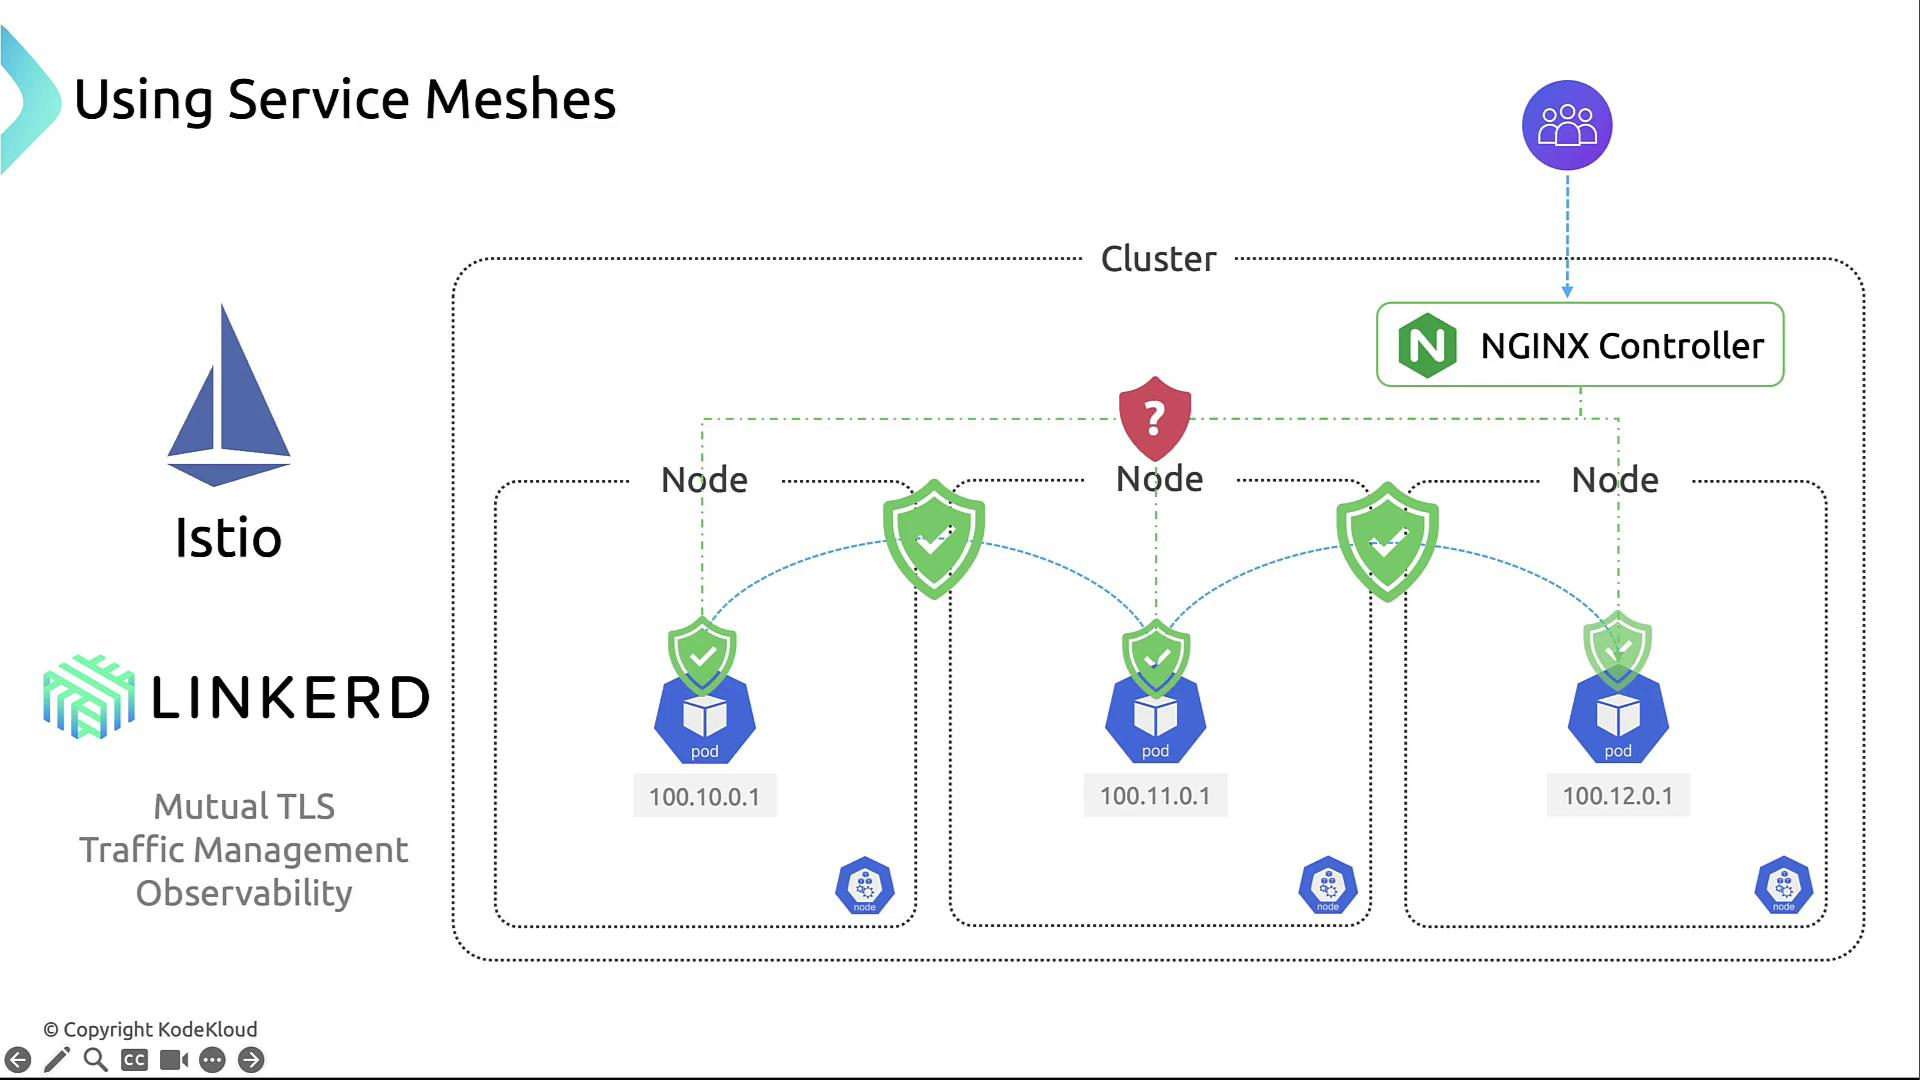 Using Service Meshes
Cluster
N NGINX Controller
?
Node
Node
Node
Istio
LINKERD
pod
pod
pod
100.10.0.1
100.11.0.1
100.12.0.1
Mutual TLS
Traffic Management
Observability
node
node
node
© Copyright KodeKloud
CC